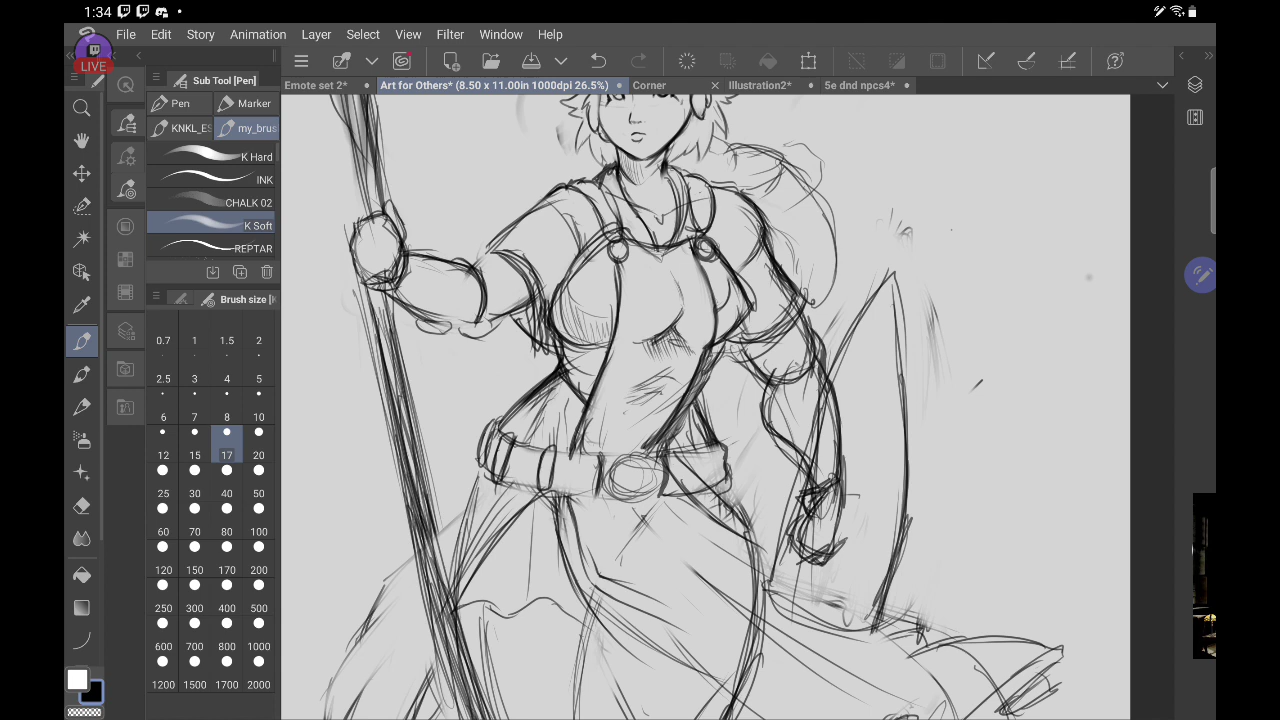 1:34
File Edit Story Animation Layer Select View Filter Window Help
LIVE
Sub Tool [Pen]
Emote set 2* Art for Others* (8.50 x 11.00in 1000dpi 26.5%) Corner Illustration2* 5e dnd npcs4*
Pen Marker
KNKL_ES my_brus
K Hard
INK
CHALK 02
K Soft
REPTAR
Brush size [K
0.7 1 1.5 2
2.5 3 4 5
6 7 8 10
12 15 17 20
25 30 40 50
60 70 80 100
120 150 170 200
250 300 400 500
600 700 800 1000
1200 1500 1700 2000